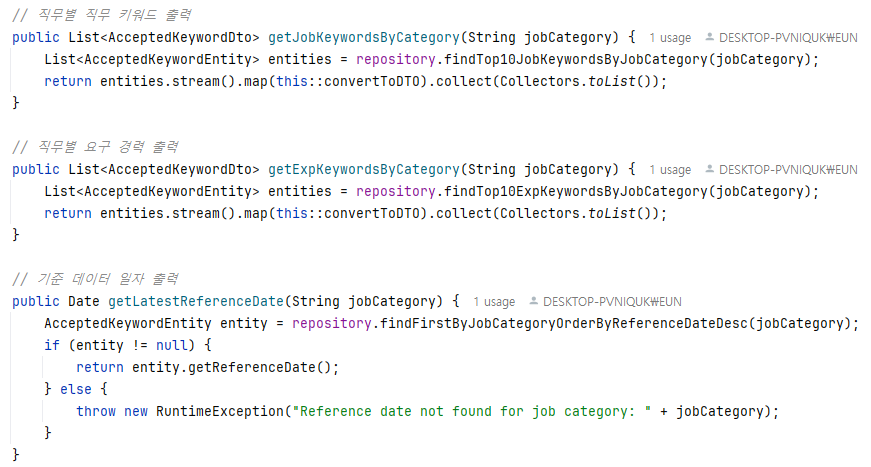 // 직무별 직무 키워드 출력
public List<AcceptedKeywordDto> getJobKeywordsByCategory(String jobCategory) { 1 usage DESKTOP-PVNIQUK₩EUN
    List<AcceptedKeywordEntity> entities = repository.findTop10JobKeywordsByJobCategory(jobCategory);
    return entities.stream().map(this::convertToDTO).collect(Collectors.toList());
}
// 직무별 요구 경력 출력
public List<AcceptedKeywordDto> getExpKeywordsByCategory(String jobCategory) { 1 usage DESKTOP-PVNIQUK₩EUN
    List<AcceptedKeywordEntity> entities = repository.findTop10ExpKeywordsByJobCategory(jobCategory);
    return entities.stream().map(this::convertToDTO).collect(Collectors.toList());
}
// 기준 데이터 일자 출력
public Date getLatestReferenceDate(String jobCategory) { 1 usage DESKTOP-PVNIQUK₩EUN
    AcceptedKeywordEntity entity = repository.findFirstByJobCategoryOrderByReferenceDateDesc(jobCategory);
    if (entity != null) {
        return entity.getReferenceDate();
    } else {
        throw new RuntimeException("Reference date not found for job category: " + jobCategory);
    }
}